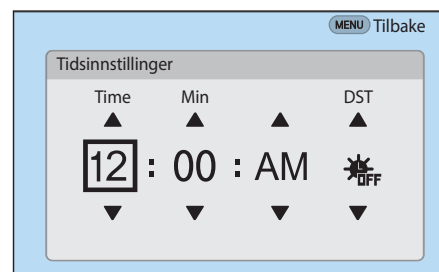 MENU Tilbake
Tidsinnstillinger
Time Min DST
12 : 00 : AM OFF